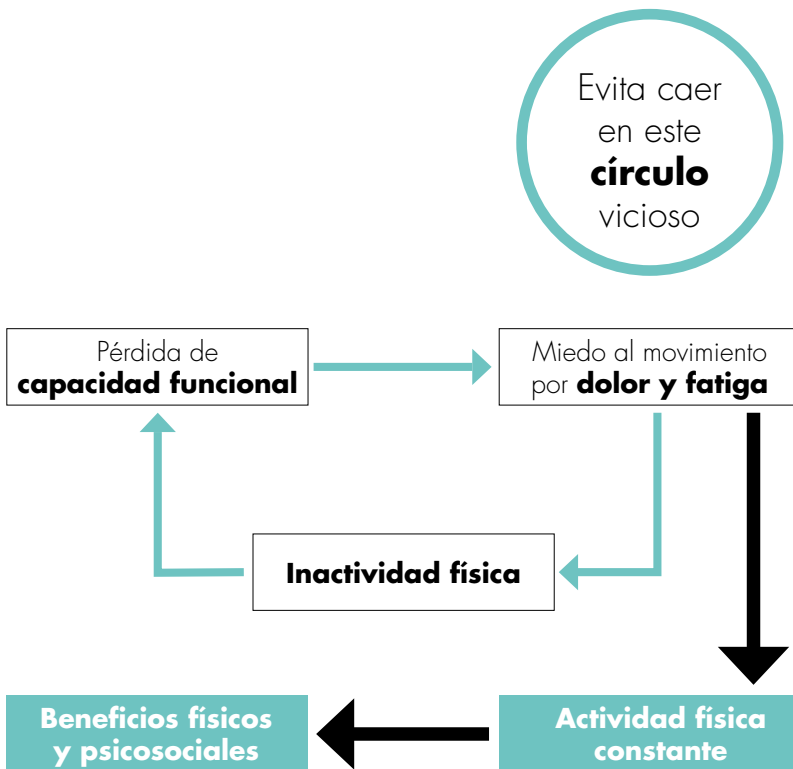 Evita caer
en este
círculo
vicioso
Pérdida de
capacidad funcional
Miedo al movimiento
por dolor y fatiga
Inactividad física
Beneficios físicos
y psicosociales
Actividad física
constante